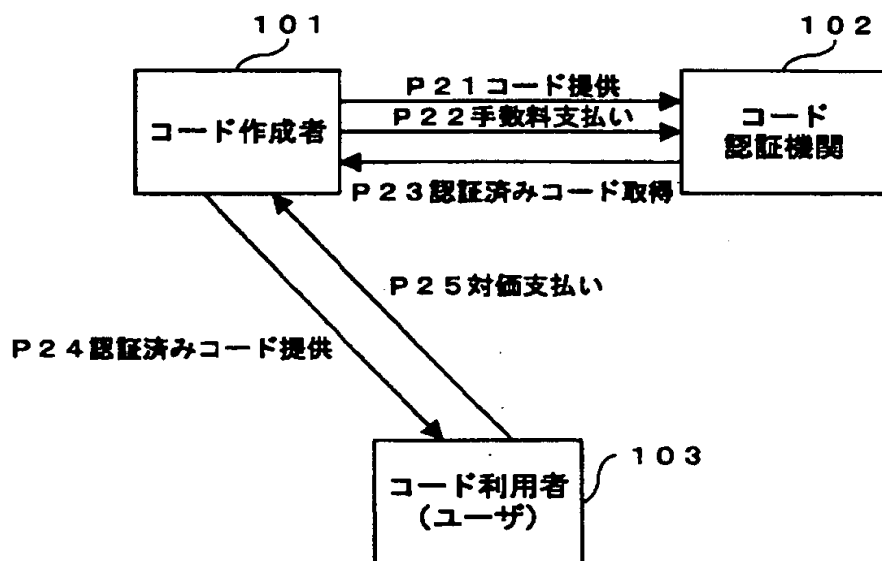 101
102
P21コード提供
P22手数料支払い
コード作成者
コード
認証機関
P23認証済みコード取得
P25対価支払い
P24認証済みコード提供
103
コード利用者
(ユーザ)